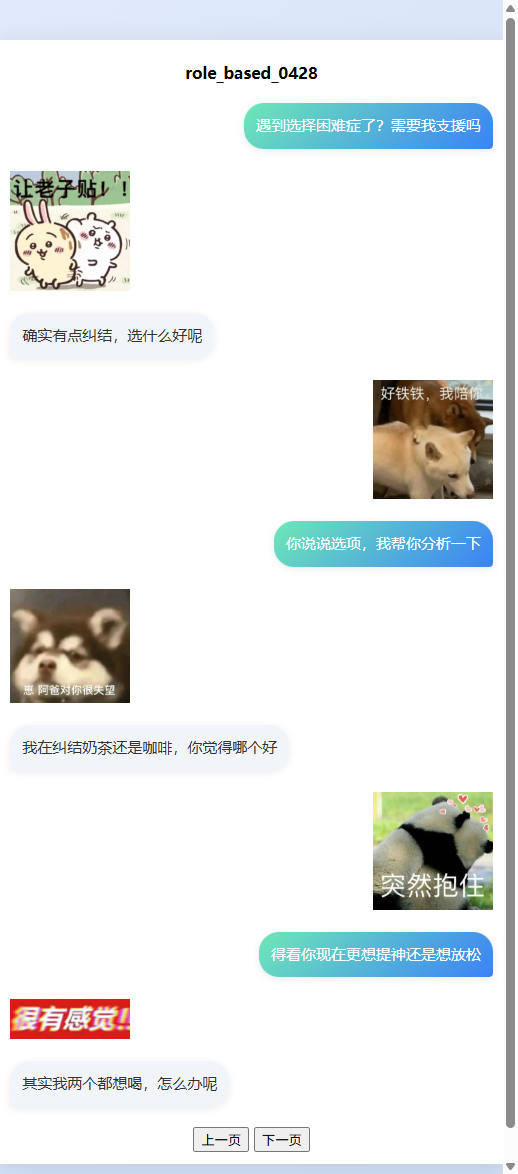 role_based_0428
遇到选择困难症了？需要我支援吗
让老子贴！！
确实有点纠结，选什么好呢
好铁铁，我陪你
你说说选项，我帮你分析一下
崽 阿爸对你很失望
我在纠结奶茶还是咖啡，你觉得哪个好
突然抱住
得看你现在更想提神还是想放松
很有感觉!!
其实我两个都想喝，怎么办呢
上一页 下一页